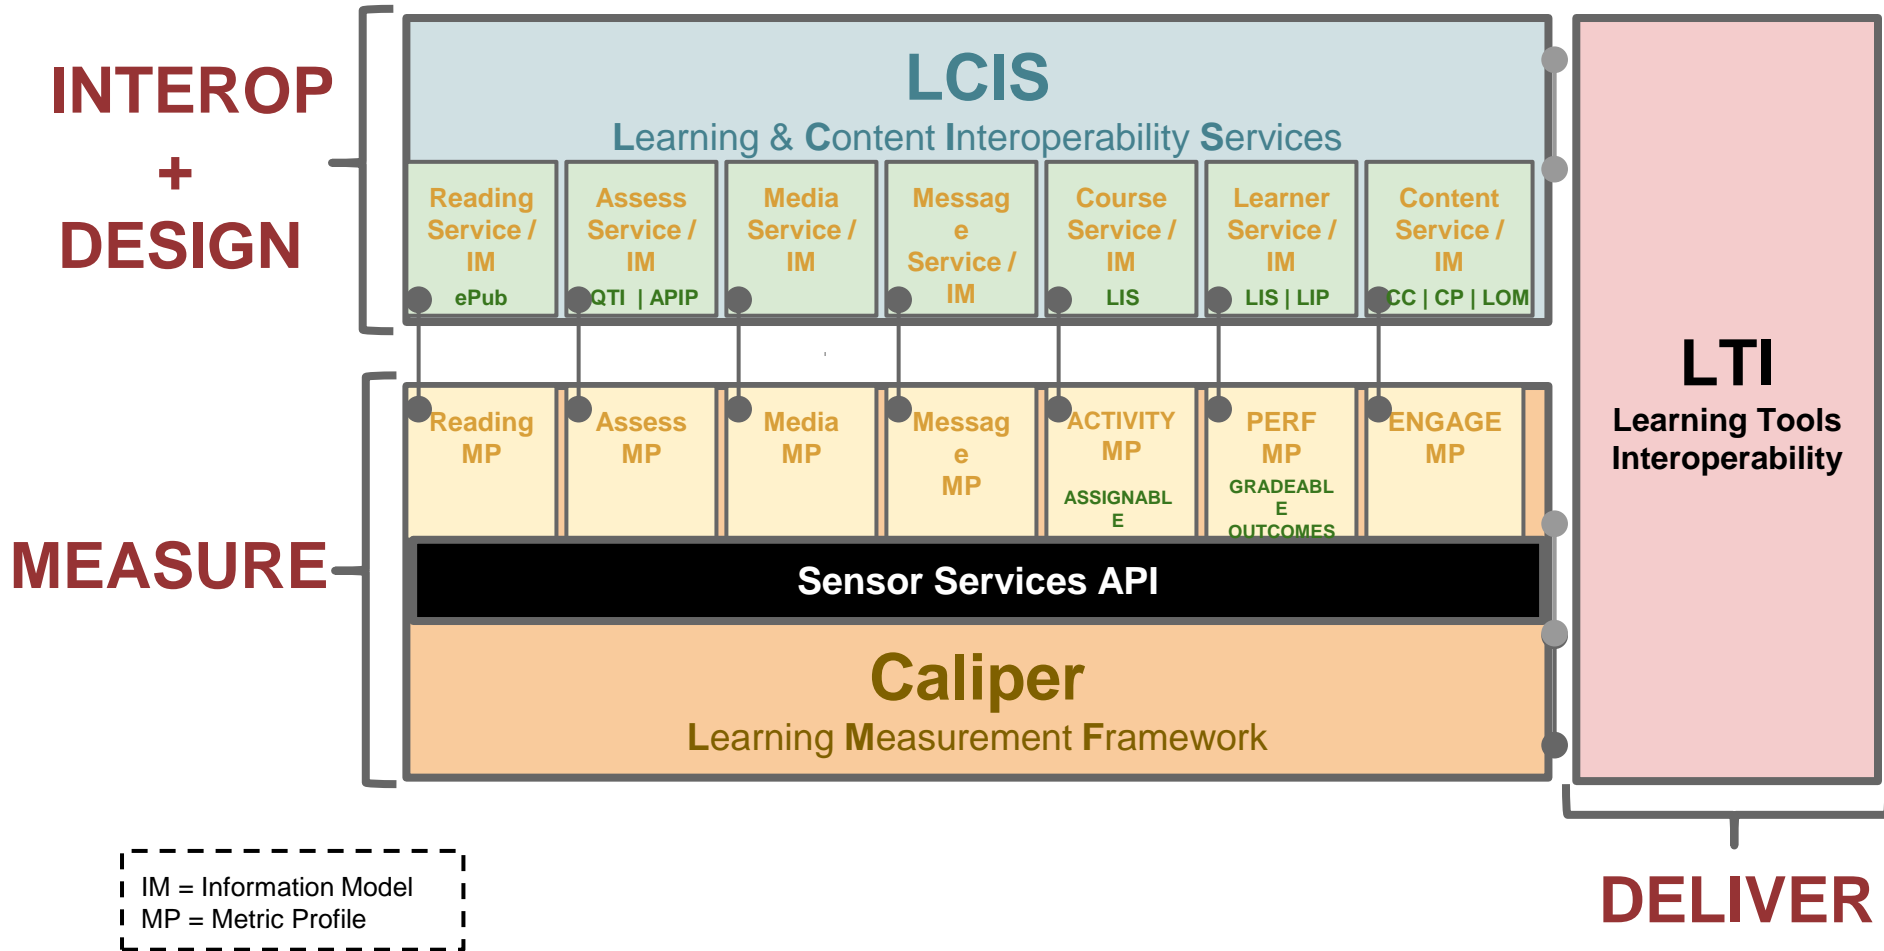 INTEROP
+
DESIGN
LCIS
Learning & Content Interoperability Services
Reading
Service /
IM
ePub
Assess
Service /
IM
QTI | APIP
Media
Service /
IM
Messag
e
Service /
IM
Course
Service /
IM
LIS
Learner
Service /
IM
LIS | LIP
Content
Service /
IM
CC | CP | LOM
MEASURE
Reading
MP
Assess
MP
Media
MP
Messag
e
MP
ACTIVITY
MP
ASSIGNABL
E
PERF
MP
GRADEABL
E
OUTCOMES
ENGAGE
MP
Sensor Services API
Caliper
Learning Measurement Framework
LTI
Learning Tools
Interoperability
DELIVER
IM = Information Model
MP = Metric Profile